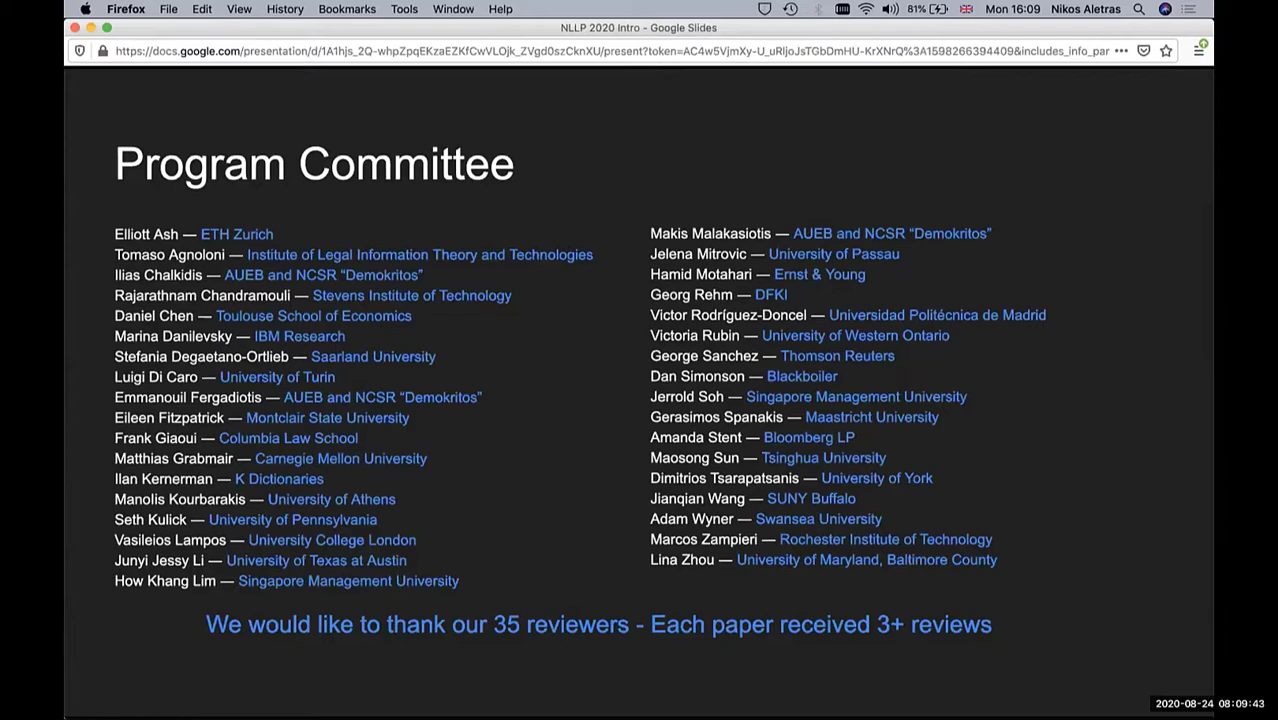 Firefox File Edit View History Bookmarks Tools Window Help 81% Mon 16:09 Nikos Aletras
NLLP 2020 Intro - Google Slides
https://docs.google.com/presentation/d/1A1hjs_2Q-whpZpqEKzaEZKfCwVLOjk_ZVgd0szCknXU/present?token=AC4w5VjmXy-U_uRljoJsTGbDmHU-KrXNrQ%3A1598266394409&includes_info_par
Program Committee
Elliott Ash — ETH Zurich
Tomaso Agnoloni — Institute of Legal Information Theory and Technologies
Ilias Chalkidis — AUEB and NCSR “Demokritos”
Rajarathnam Chandramouli — Stevens Institute of Technology
Daniel Chen — Toulouse School of Economics
Marina Danilevsky — IBM Research
Stefania Degaetano-Ortlieb — Saarland University
Luigi Di Caro — University of Turin
Emmanouil Fergadiotis — AUEB and NCSR “Demokritos”
Eileen Fitzpatrick — Montclair State University
Frank Giaoui — Columbia Law School
Matthias Grabmair — Carnegie Mellon University
Ilan Kernerman — K Dictionaries
Manolis Kourbarakis — University of Athens
Seth Kulick — University of Pennsylvania
Vasileios Lampos — University College London
Junyi Jessy Li — University of Texas at Austin
How Khang Lim — Singapore Management University
Makis Malakasiotis — AUEB and NCSR “Demokritos”
Jelena Mitrovic — University of Passau
Hamid Motahari — Ernst & Young
Georg Rehm — DFKI
Victor Rodríguez-Doncel — Universidad Politécnica de Madrid
Victoria Rubin — University of Western Ontario
George Sanchez — Thomson Reuters
Dan Simonson — Blackboiler
Jerrold Soh — Singapore Management University
Gerasimos Spanakis — Maastricht University
Amanda Stent — Bloomberg LP
Maosong Sun — Tsinghua University
Dimitrios Tsarapatsanis — University of York
Jianqian Wang — SUNY Buffalo
Adam Wyner — Swansea University
Marcos Zampieri — Rochester Institute of Technology
Lina Zhou — University of Maryland, Baltimore County
We would like to thank our 35 reviewers - Each paper received 3+ reviews
2020-08-24 08:09:43